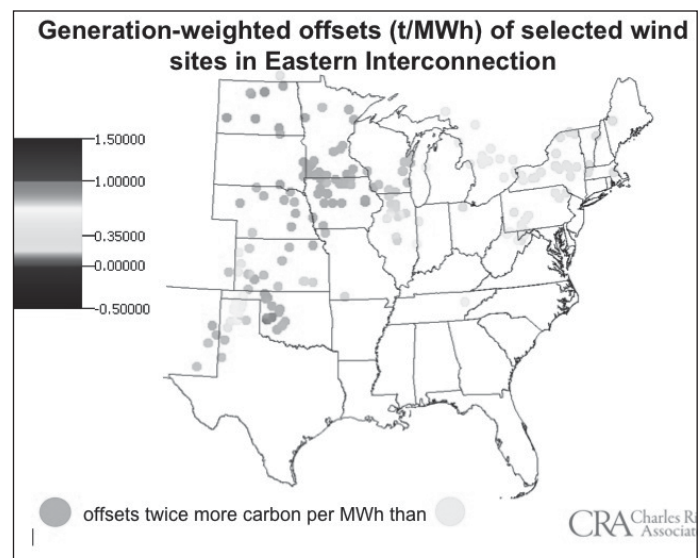 Generation-weighted offsets (t/MWh) of selected wind
sites in Eastern Interconnection
1.50000
1.00000
0.35000
0.00000
-0.50000
offsets twice more carbon per MWh than
CRA Charles